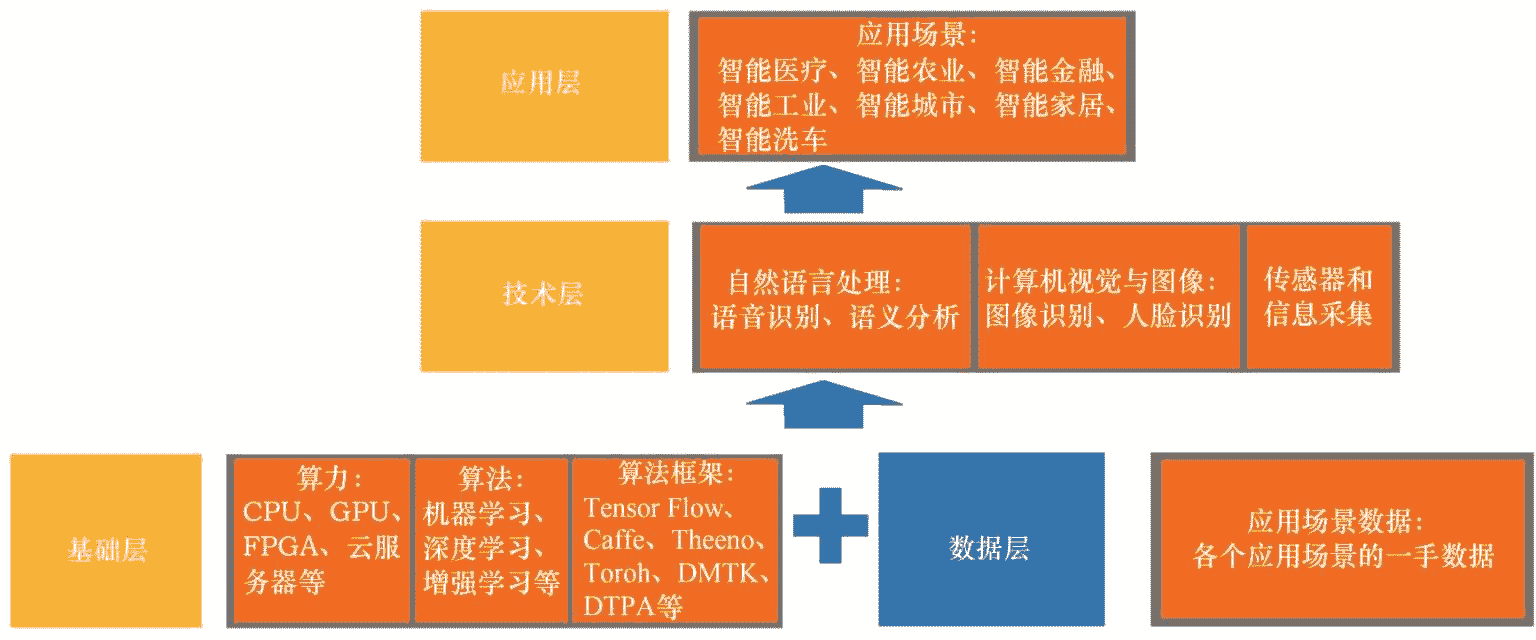 应用层
应用场景：
智能医疗、智能农业、智能金融、
智能工业、智能城市、智能家居、
智能洗车
技术层
自然语言处理：
语音识别、语义分析
计算机视觉与图像：
图像识别、人脸识别
传感器和
信息采集
基础层
算力：
CPU、GPU、
FPGA、云服
务器等
算法：
机器学习、
深度学习、
增强学习等
算法框架：
Tensor Flow、
Caffe、Theeno、
Toroh、DMTK、
DTPA等
数据层
应用场景数据：
各个应用场景的一手数据